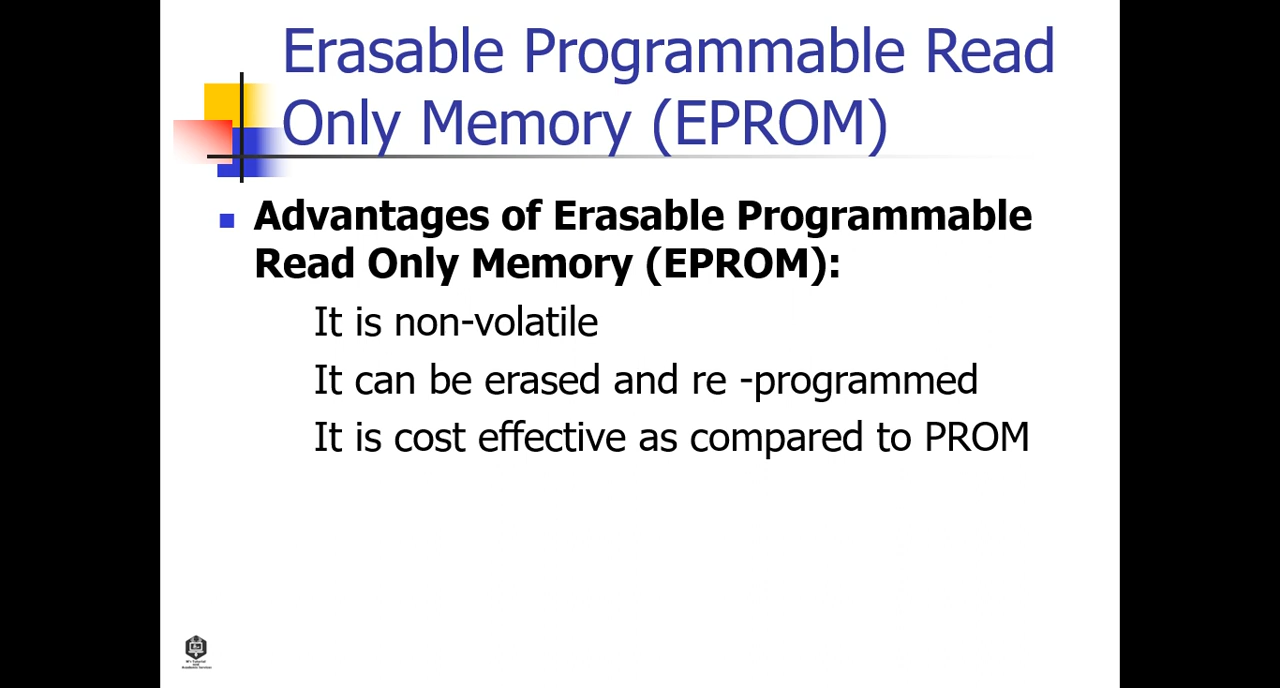 Erasable Programmable Read
Only Memory (EPROM)
Advantages of Erasable Programmable
Read Only Memory (EPROM):
It is non-volatile
It can be erased and re -programmed
It is cost effective as compared to PROM